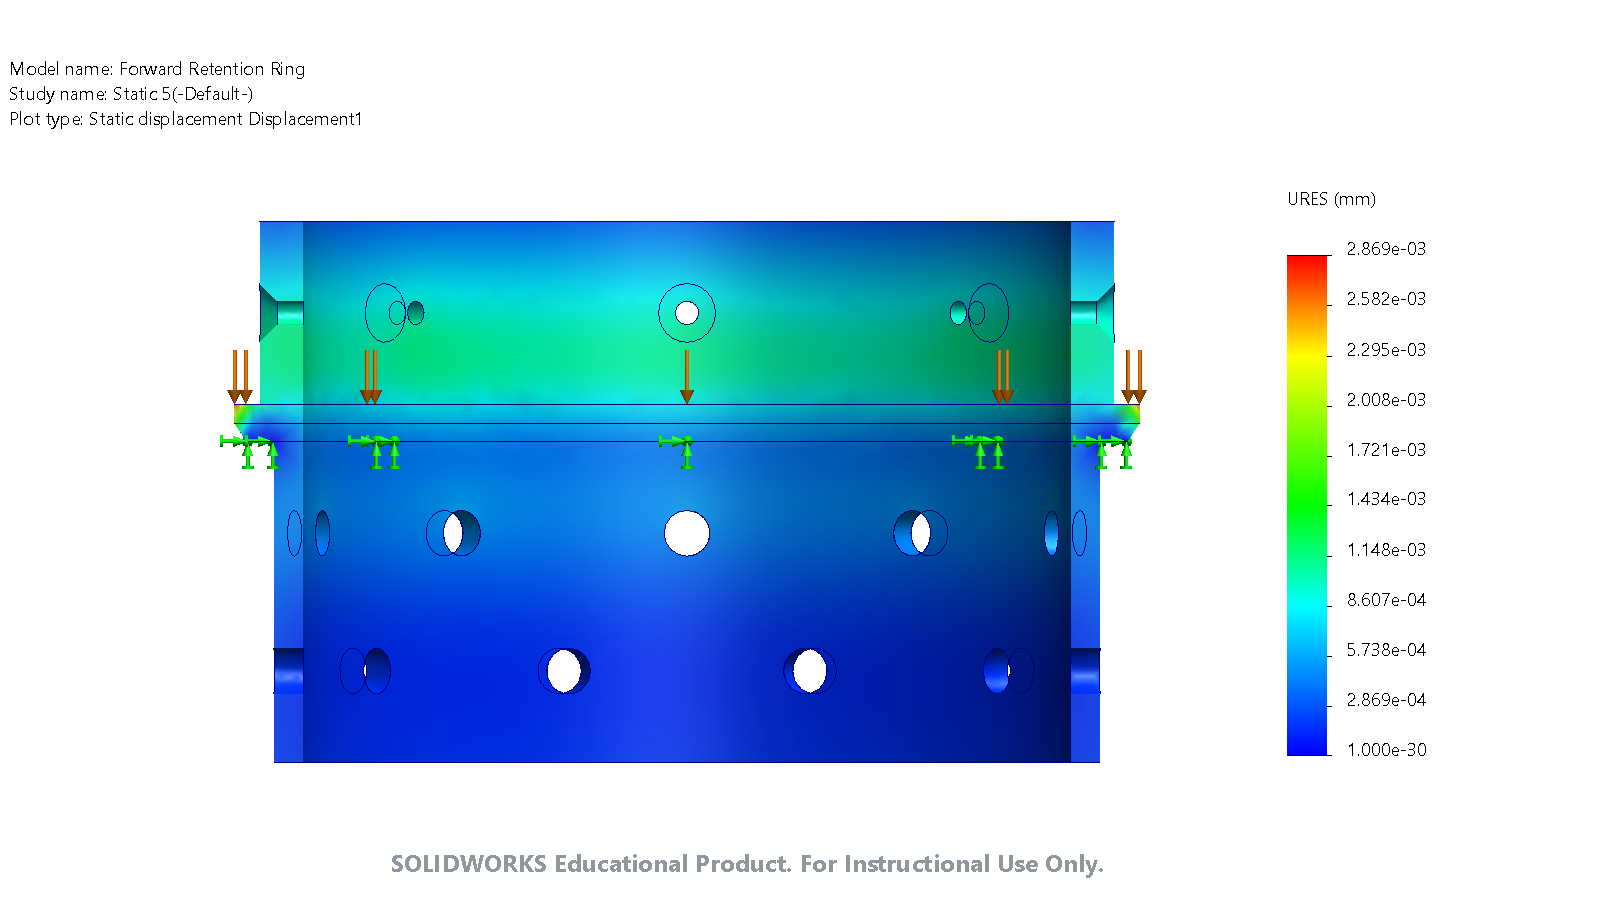 Model name: Forward Retention Ring
Study name: Static 5(-Default-)
Plot type: Static displacement Displacement1
URES (mm)
2.869e-03
2.582e-03
2.295e-03
2.008e-03
1.721e-03
1.434e-03
1.148e-03
8.607e-04
5.738e-04
2.869e-04
1.000e-30
SOLIDWORKS Educational Product. For Instructional Use Only.